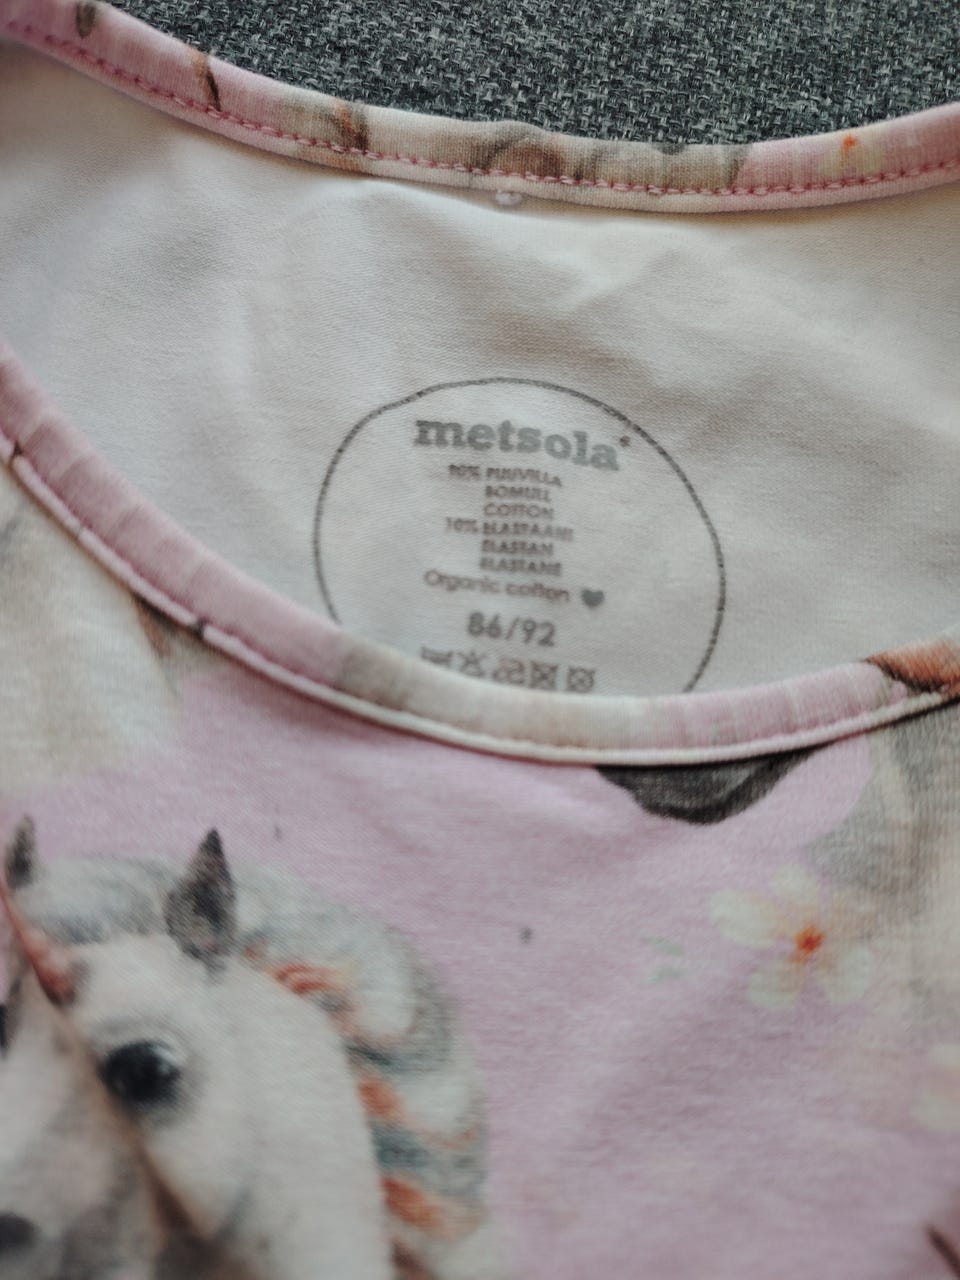 metsola
90% PUUVILLA
BOMULL
COTTON
10% ELASTAANI
ELASTAN
ELASTANE
Organic cotton
86/92